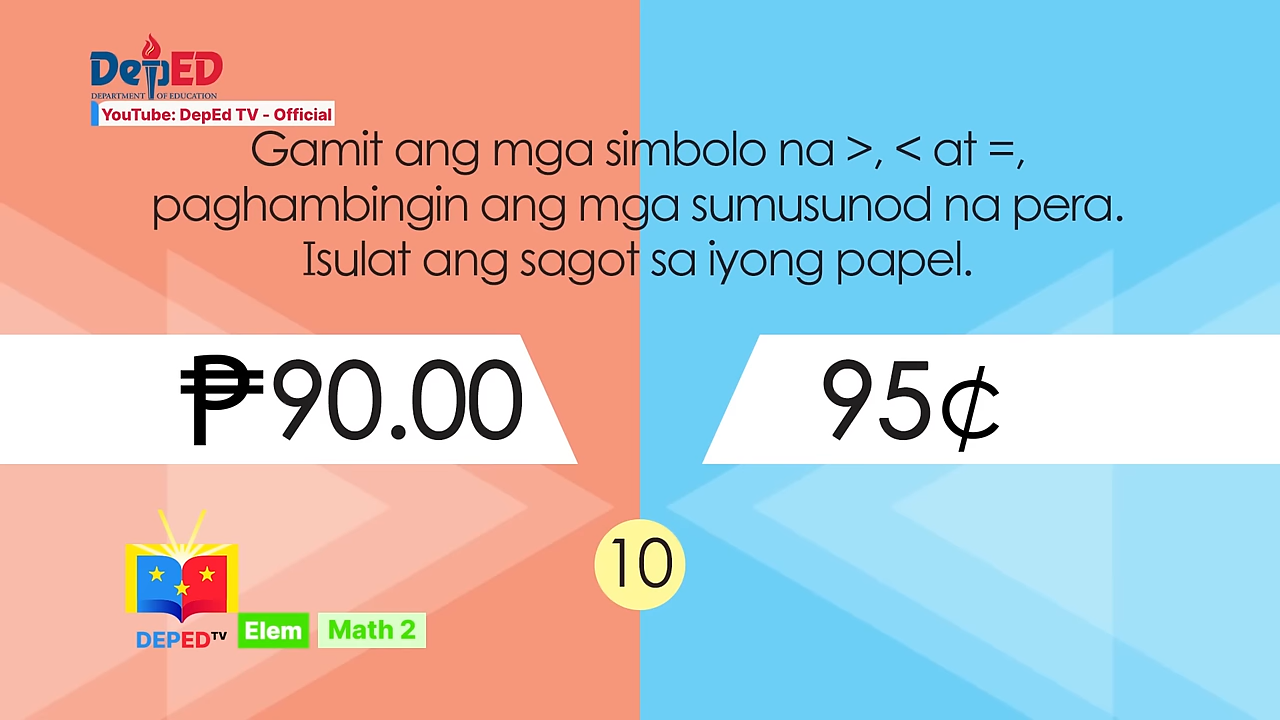 DepED
DEPARTMENT OF EDUCATION
YouTube: DepEd TV - Official
Gamit ang mga simbolo na >, < at =,
paghambingin ang mga sumusunod na pera.
Isulat ang sagot sa iyong papel.
₱90.00
95¢
10
DEPED TV
Elem
Math 2